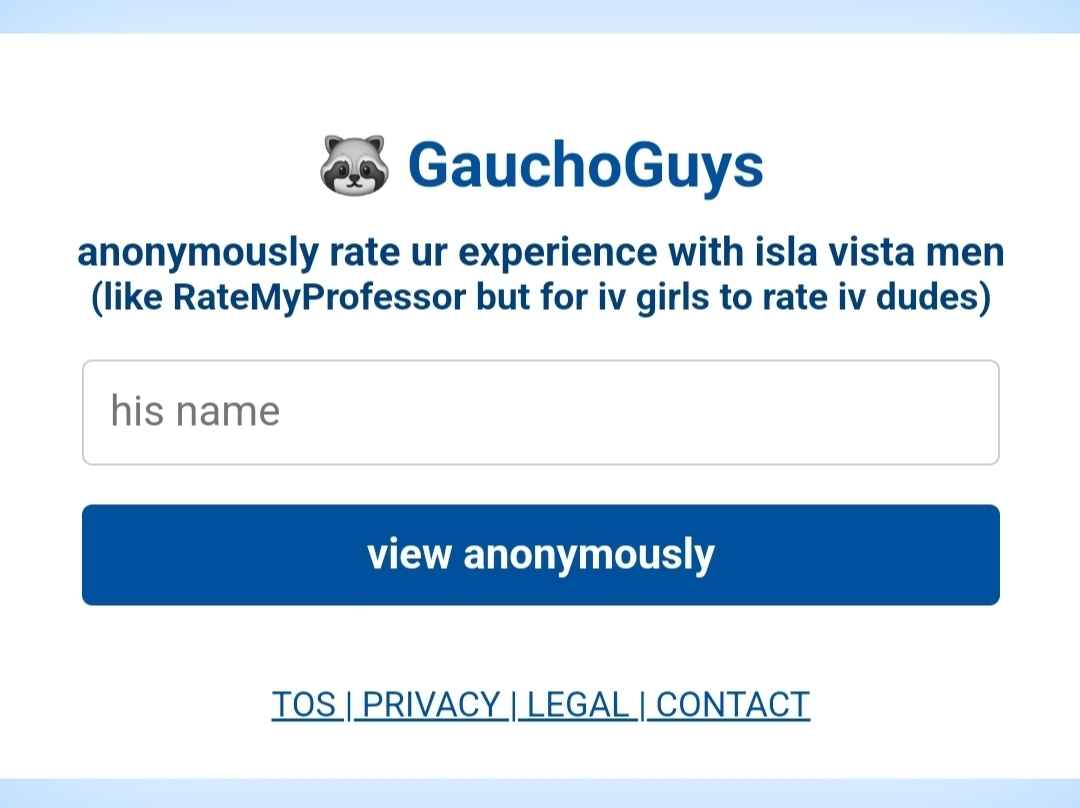 GauchoGuys
anonymously rate ur experience with isla vista men
(like RateMyProfessor but for iv girls to rate iv dudes)
his name
view anonymously
TOS | PRIVACY | LEGAL | CONTACT